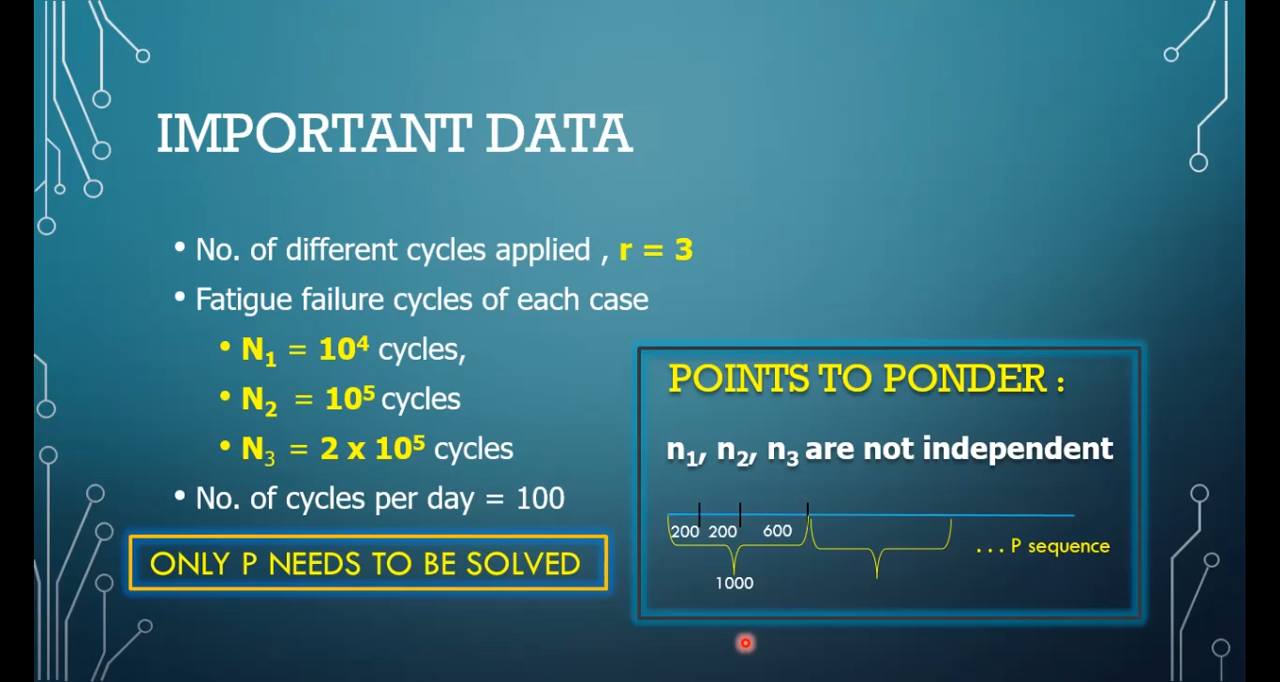 IMPORTANT DATA
• No. of different cycles applied , r = 3
• Fatigue failure cycles of each case
• N₁ = 10⁴ cycles,
• N₂ = 10⁵ cycles
• N₃ = 2 x 10⁵ cycles
• No. of cycles per day = 100
ONLY P NEEDS TO BE SOLVED
POINTS TO PONDER :
n₁, n₂, n₃ are not independent
200 200 600
. . . P sequence
1000